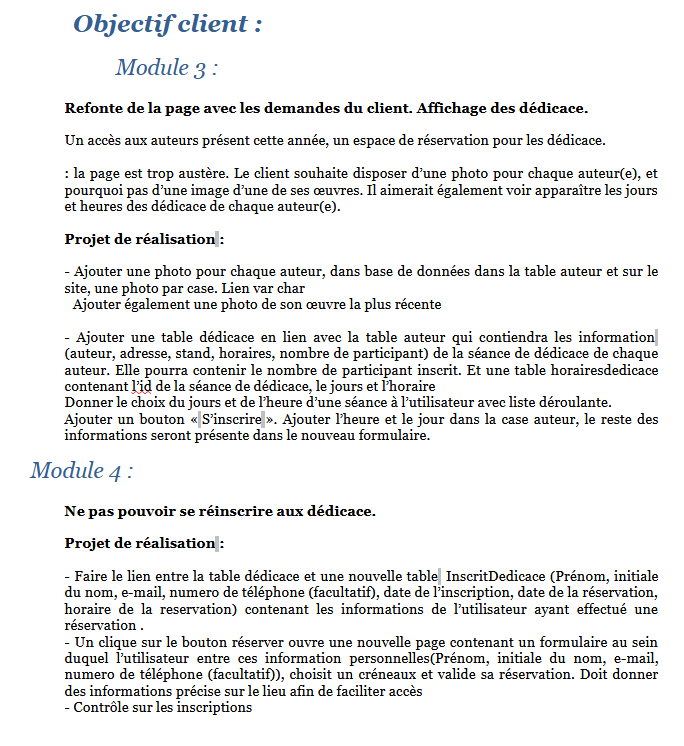 Objectif client :
Module 3 :
Refonte de la page avec les demandes du client. Affichage des dédicace.
Un accès aux auteurs présent cette année, un espace de réservation pour les dédicace.
: la page est trop austère. Le client souhaite disposer d’une photo pour chaque auteur(e), et
pourquoi pas d’une image d’une de ses œuvres. Il aimerait également voir apparaître les jours
et heures des dédicace de chaque auteur(e).
Projet de réalisation :
- Ajouter une photo pour chaque auteur, dans base de données dans la table auteur et sur le
site, une photo par case. Lien var char
Ajouter également une photo de son œuvre la plus récente
- Ajouter une table dédicace en lien avec la table auteur qui contiendra les information
(auteur, adresse, stand, horaires, nombre de participant) de la séance de dédicace de chaque
auteur. Elle pourra contenir le nombre de participant inscrit. Et une table horairesdedicace
contenant l’id de la séance de dédicace, le jours et l’horaire
Donner le choix du jours et de l’heure d’une séance à l’utilisateur avec liste déroulante.
Ajouter un bouton « S’inscrire ». Ajouter l’heure et le jour dans la case auteur, le reste des
informations seront présente dans le nouveau formulaire.
Module 4 :
Ne pas pouvoir se réinscrire aux dédicace.
Projet de réalisation :
- Faire le lien entre la table dédicace et une nouvelle table InscritDedicace (Prénom, initiale
du nom, e-mail, numero de téléphone (facultatif), date de l’inscription, date de la réservation,
horaire de la reservation) contenant les informations de l’utilisateur ayant effectué une
réservation .
- Un clique sur le bouton réserver ouvre une nouvelle page contenant un formulaire au sein
duquel l’utilisateur entre ces information personnelles(Prénom, initiale du nom, e-mail,
numero de téléphone (facultatif)), choisit un créneaux et valide sa réservation. Doit donner
des informations précise sur le lieu afin de faciliter accès
- Contrôle sur les inscriptions